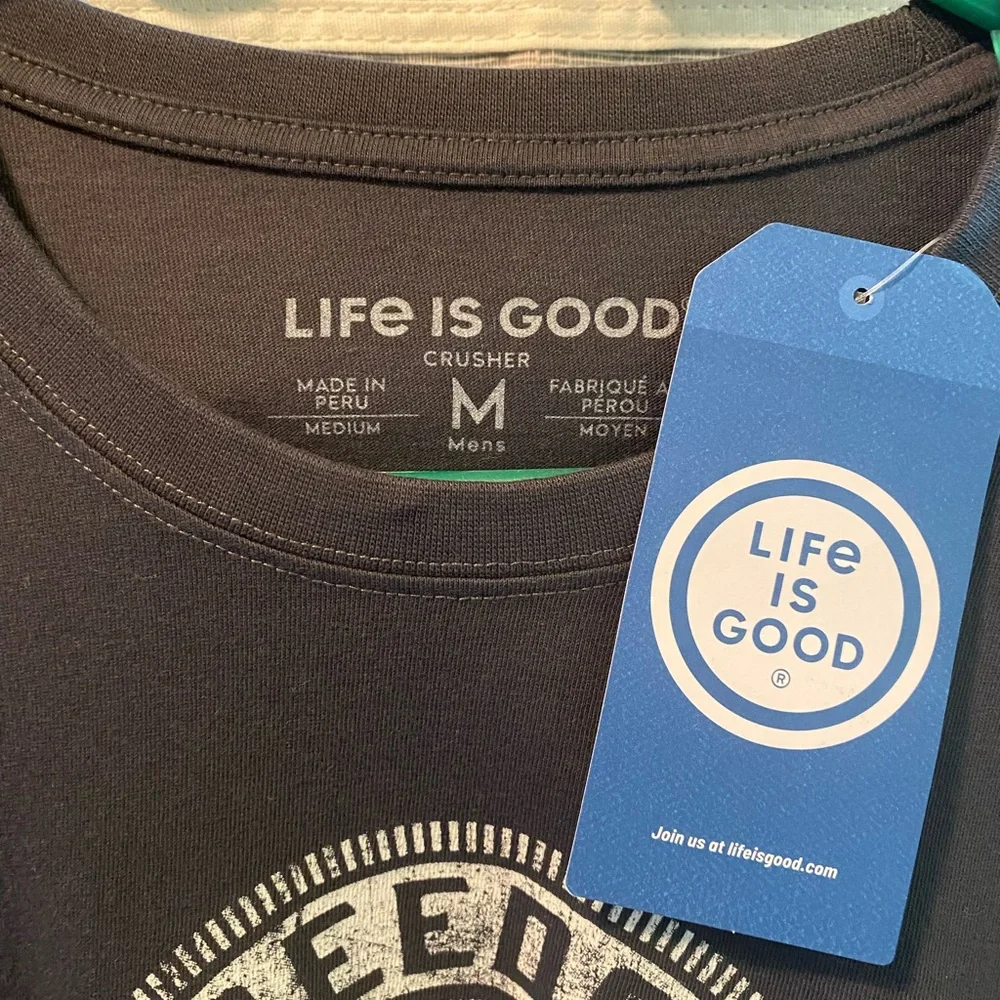 LIFe IS GOOD
CRUSHER
MADE IN
PERU
MEDIUM
M
Mens
FABRIQUÉ A
PÉROU
MOYEN
LIFe
IS
GOOD
®
Join us at lifeisgood.com
EED